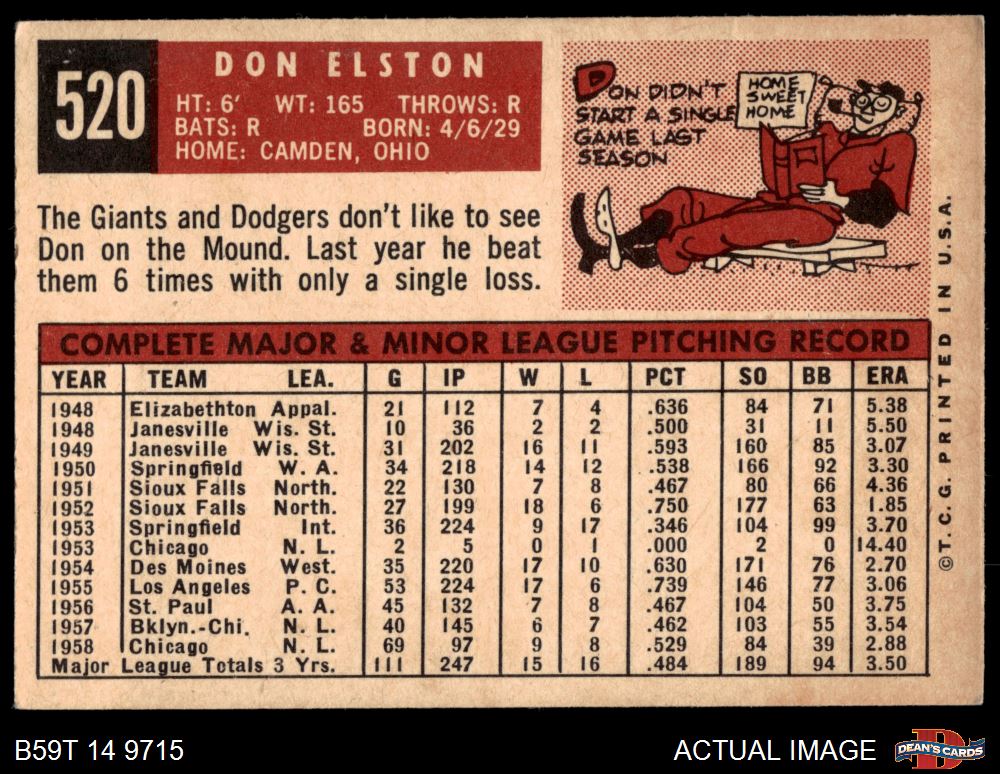 520
DON ELSTON
HT: 6' WT: 165 THROWS: R
BATS: R BORN: 4/6/29
HOME: CAMDEN, OHIO
The Giants and Dodgers don't like to see
Don on the Mound. Last year he beat
them 6 times with only a single loss.
DON DIDN'T
START A SINGLE
GAME LAST
SEASON
HOME
SWEET
HOME
COMPLETE MAJOR & MINOR LEAGUE PITCHING RECORD
YEAR TEAM LEA. G IP W L PCT SO BB ERA
1948 Elizabethton Appal. 21 112 7 4 .636 84 71 5.38
1948 Janesville Wis. St. 10 36 2 2 .500 31 11 5.50
1949 Janesville Wis. St. 31 202 16 11 .593 160 85 3.07
1950 Springfield W. A. 34 218 14 12 .538 166 92 3.30
1951 Sioux Falls North. 22 130 7 8 .467 80 66 4.36
1952 Sioux Falls North. 27 199 18 6 .750 177 63 1.85
1953 Springfield Int. 36 224 9 17 .346 104 99 3.70
1953 Chicago N. L. 2 5 0 1 .000 2 0 14.40
1954 Des Moines West. 35 220 17 10 .630 171 76 2.70
1955 Los Angeles P. C. 53 224 17 6 .739 146 77 3.06
1956 St. Paul A. A. 45 132 7 8 .467 104 50 3.75
1957 Bklyn.-Chi. N. L. 40 145 6 7 .462 103 55 3.54
1958 Chicago N. L. 69 97 9 8 .529 84 39 2.88
Major League Totals 3 Yrs. 111 247 15 16 .484 189 94 3.50
© T. C. G. PRINTED IN U.S.A.
B59T 14 9715
ACTUAL IMAGE
DEAN'S CARDS